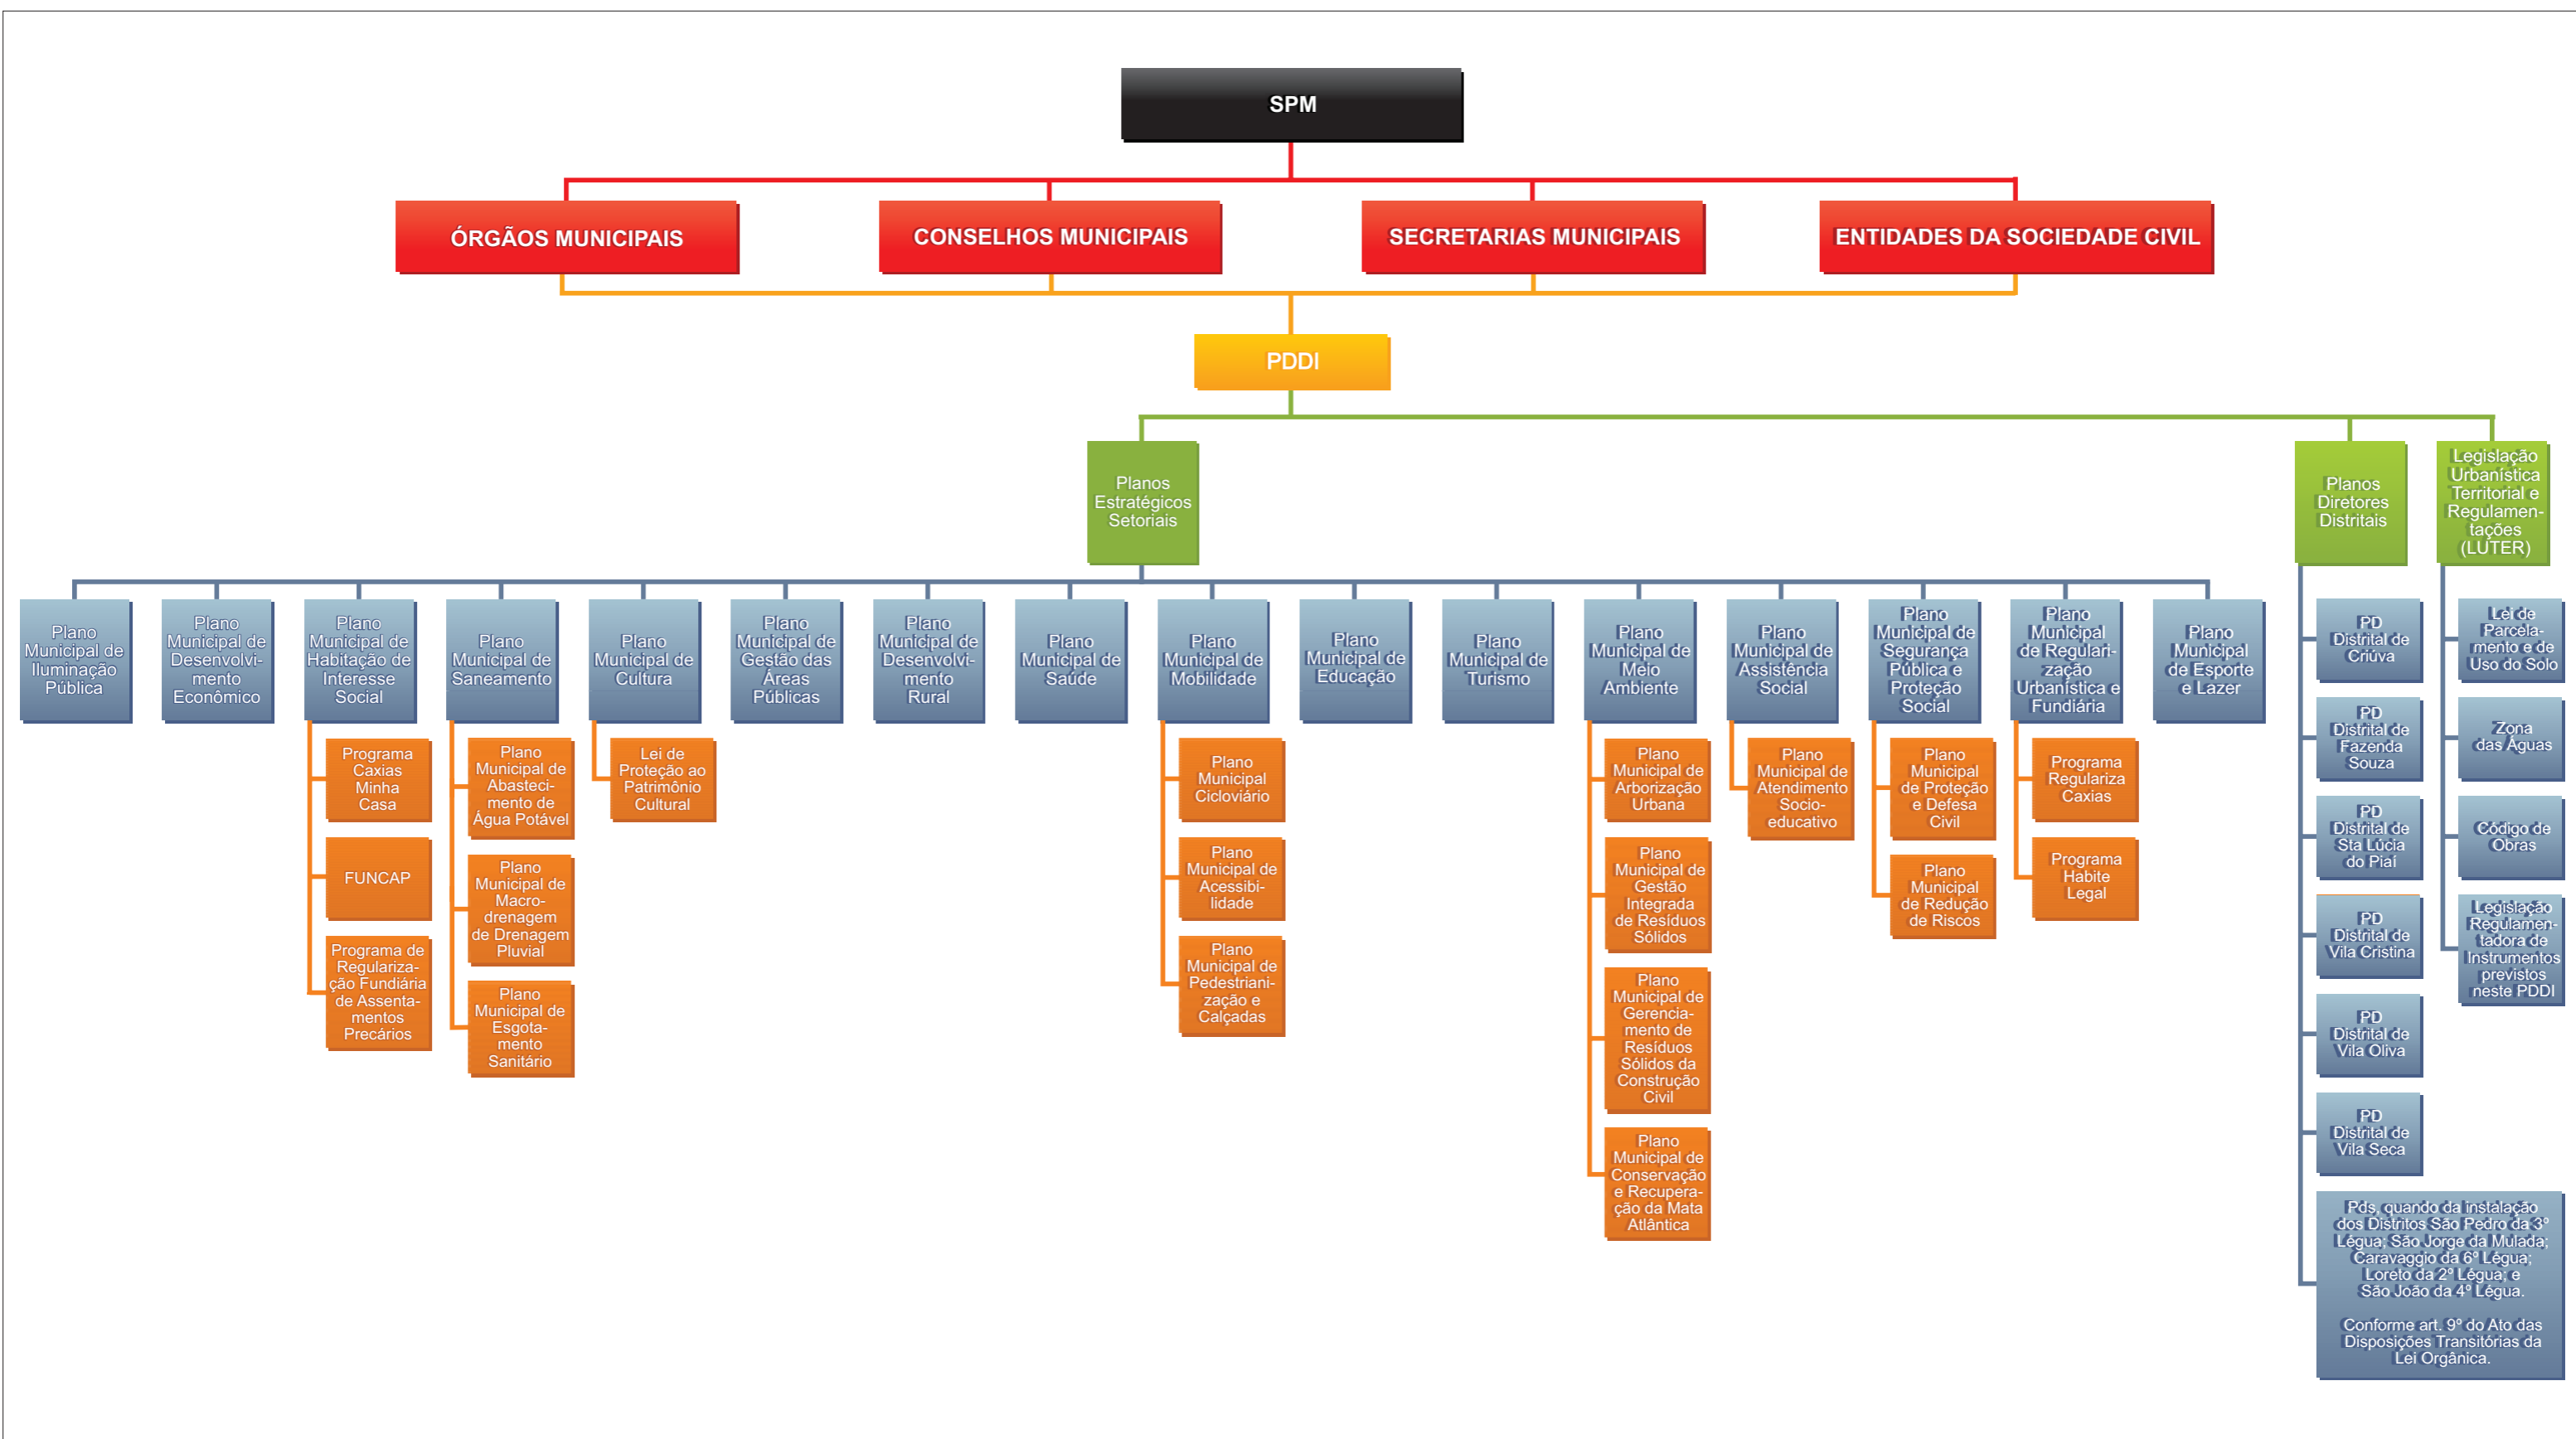 SPM
ÓRGÃOS MUNICIPAIS
CONSELHOS MUNICIPAIS
SECRETARIAS MUNICIPAIS
ENTIDADES DA SOCIEDADE CIVIL
PDDI
Planos
Estratégicos
Setoriais
Planos
Diretores
Distritais
Legislação
Urbanística
Territorial e
Regulamen-
tações
(LUTER)
Plano
Municipal de
Iluminação
Pública
Plano
Municipal de
Desenvolvi-
mento
Econômico
Plano
Municipal de
Habitação de
Interesse
Social
Plano
Municipal de
Saneamento
Plano
Municipal de
Cultura
Plano
Municipal de
Gestão das
Áreas
Públicas
Plano
Municipal de
Desenvolvi-
mento
Rural
Plano
Municipal de
Saúde
Plano
Municipal de
Mobilidade
Plano
Municipal de
Educação
Plano
Municipal de
Turismo
Plano
Municipal de
Meio
Ambiente
Plano
Municipal de
Assistência
Social
Plano
Municipal de
Segurança
Pública e
Proteção
Social
Plano
Municipal
de Regulari-
zação
Urbanística e
Fundiária
Plano
Municipal
de Esporte
e Lazer
Programa
Caxias
Minha
Casa
FUNCAP
Programa de
Regulariza-
ção Fundiária
de Assenta-
mentos
Precários
Plano
Municipal de
Abasteci-
mento de
Água Potável
Plano
Municipal de
Macro-
drenagem
de Drenagem
Pluvial
Plano
Municipal de
Esgota-
mento
Sanitário
Lei de
Proteção ao
Patrimônio
Cultural
Plano
Municipal
Cicloviário
Plano
Municipal de
Acessibi-
lidade
Plano
Municipal de
Pedestriani-
zação e
Calçadas
Plano
Municipal de
Arborização
Urbana
Plano
Municipal de
Gestão
Integrada
de Resíduos
Sólidos
Plano
Municipal de
Gerencia-
mento de
Resíduos
Sólidos da
Construção
Civil
Plano
Municipal de
Conservação
e Recupera-
ção da Mata
Atlântica
Plano
Municipal de
Atendimento
Socio-
educativo
Plano
Municipal
de Proteção
e Defesa
Civil
Plano
Municipal
de Redução
de Riscos
Programa
Regulariza
Caxias
Programa
Habite
Legal
PD
Distrital de
Criúva
PD
Distrital de
Fazenda
Souza
PD
Distrital de
Sta Lúcia
do Piaí
PD
Distrital de
Vila Cristina
PD
Distrital de
Vila Oliva
PD
Distrital de
Vila Seca
Pds, quando da instalação
dos Distritos São Pedro da 3º
Légua; São Jorge da Mulada;
Caravaggio da 6º Légua;
Loreto da 2º Légua; e
São João da 4º Légua.
Conforme art. 9º do Ato das
Disposições Transitórias da
Lei Orgânica.
Lei de
Parcela-
mento e de
Uso do Solo
Zona
das Águas
Código de
Obras
Legislação
Regulamen-
tadora de
Instrumentos
previstos
neste PDDI